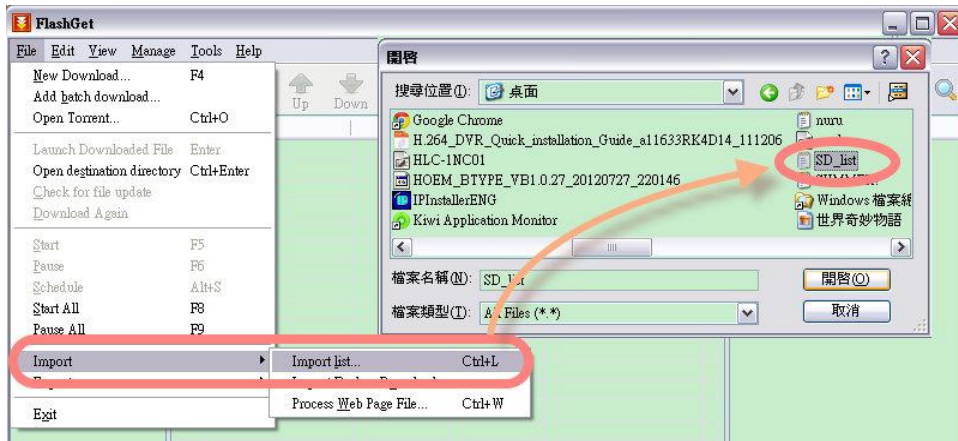 FlashGet
File Edit View Manage Tools Help
New Download... F4
Add batch download...
Open Torrent... Ctrl+O
Launch Downloaded File Enter
Open destination directory Ctrl+Enter
Check for file update
Download Again
Start F5
Pause F6
Schedule Alt+S
Start All F8
Pause All F9
Import
Exit
Import list... Ctrl+L
Process Web Page File... Ctrl+W
Up Down
開啓
搜尋位置(I): 桌面
Google Chrome
H.264_DVR_Quick_installation_Guide_a11633RK4D14_111206
HLC-1NC01
HOEM_BTYPE_VB1.0.27_20120727_220146
IPInstallerENG
Kiwi Application Monitor
nuru
SD_list
Windows 檔案
世界奇妙物語
檔案名稱(N): SD_list
開啓(O)
檔案類型(T): All Files (*.*)
取消